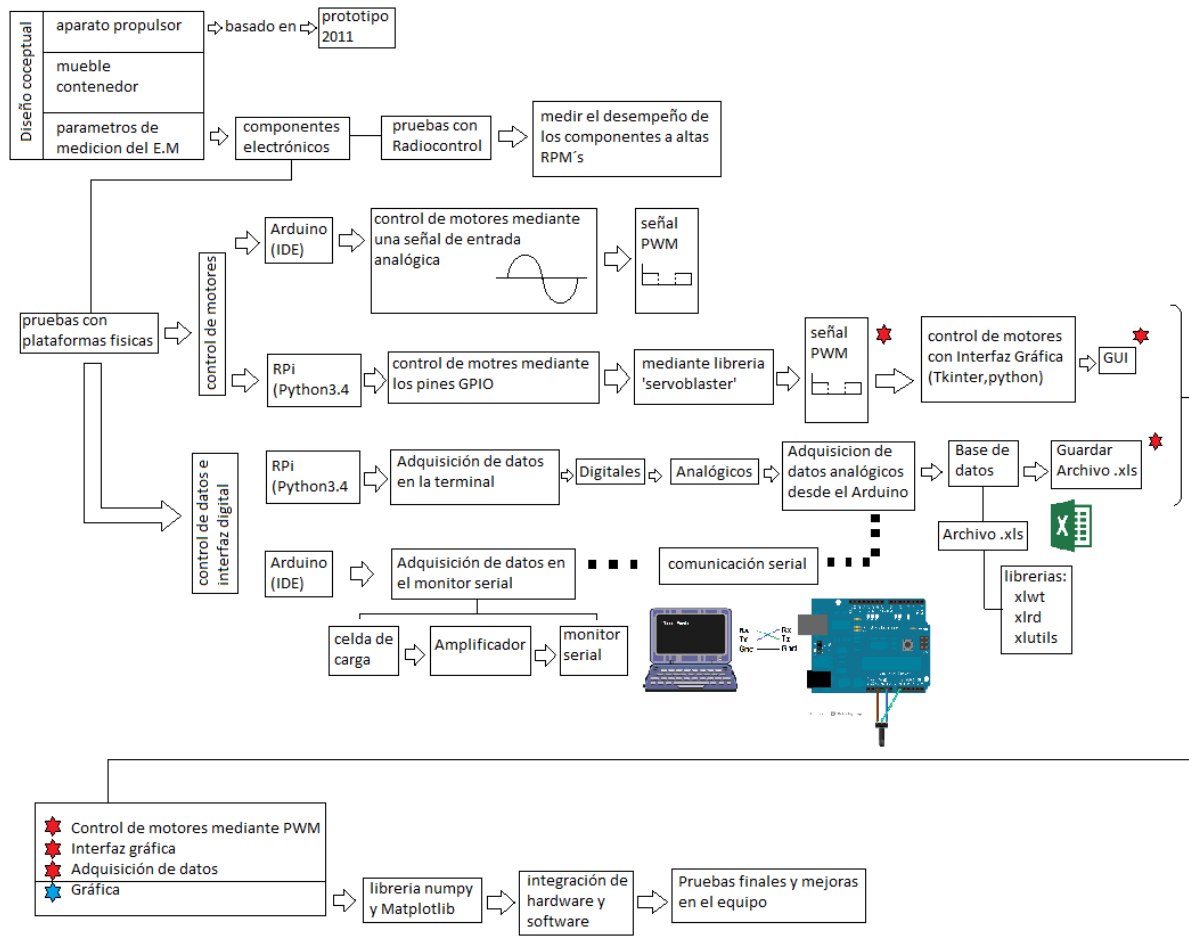 Diseño coceptual
aparato propulsor
basado en
prototipo
2011
mueble
contenedor
parametros de
medicion del E.M
componentes
electrónicos
pruebas con
Radiocontrol
medir el desempeño de
los componentes a altas
RPM´s
pruebas con
plataformas fisicas
control de motores
Arduino
(IDE)
control de motores mediante
una señal de entrada
analógica
señal
PWM
RPi
(Python3.4
control de motres mediante
los pines GPIO
mediante libreria
'servoblaster'
señal
PWM
control de motores
con Interfaz Gráfica
(Tkinter,python)
GUI
control de datos e
interfaz digital
RPi
(Python3.4
Adquisición de datos
en la terminal
Digitales
Analógicos
Adquisicion de
datos analógicos
desde el Arduino
Base de
datos
Guardar
Archivo .xls
Archivo .xls
librerias:
xlwt
xlrd
xlutils
Arduino
(IDE)
Adquisición de datos en
el monitor serial
comunicación serial
celda de
carga
Amplificador
monitor
serial
Rx Rx
Tx Tx
Gnd Gnd
Control de motores mediante PWM
Interfaz gráfica
Adquisición de datos
Gráfica
libreria numpy
y Matplotlib
integración de
hardware y
software
Pruebas finales y mejoras
en el equipo